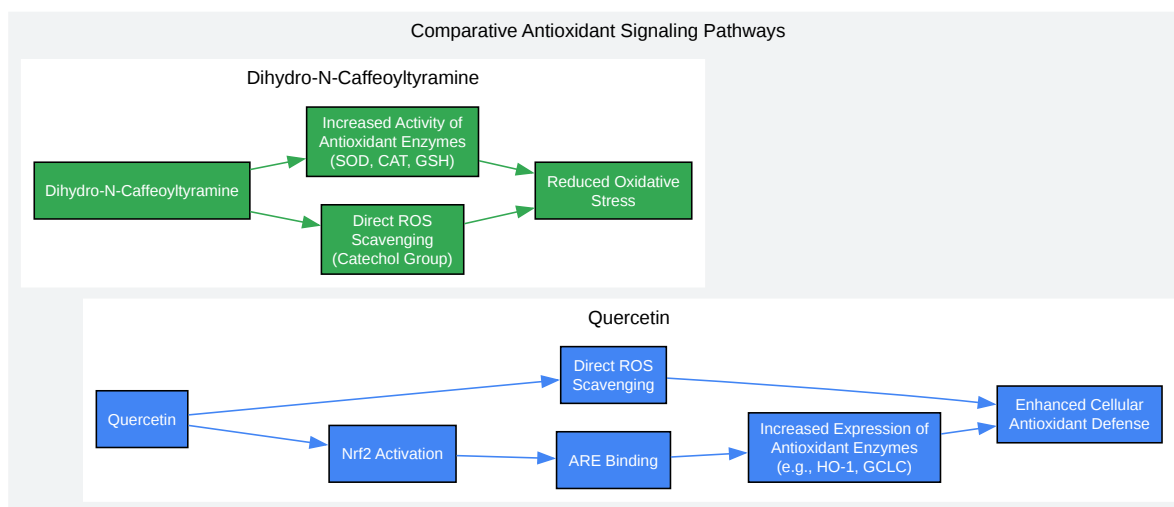 Comparative Antioxidant Signaling Pathways
Dihydro-N-Caffeoyltyramine
Dihydro-N-Caffeoyltyramine
Increased Activity of
Antioxidant Enzymes
(SOD, CAT, GSH)
Direct ROS
Scavenging
(Catechol Group)
Reduced Oxidative
Stress
Quercetin
Quercetin
Direct ROS
Scavenging
Nrf2 Activation
ARE Binding
Increased Expression of
Antioxidant Enzymes
(e.g., HO-1, GCLC)
Enhanced Cellular
Antioxidant Defense